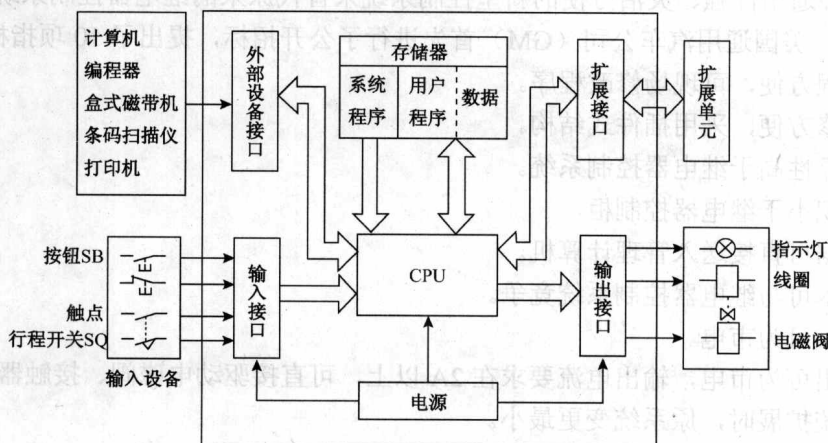 计算机
编程器
盒式磁带机
条码扫描仪
打印机
外部设备接口
存储器
系统程序
用户程序
数据
扩展接口
扩展单元
CPU
按钮SB
触点
行程开关SQ
输入设备
输入接口
输出接口
指示灯
线圈
电磁阀
电源